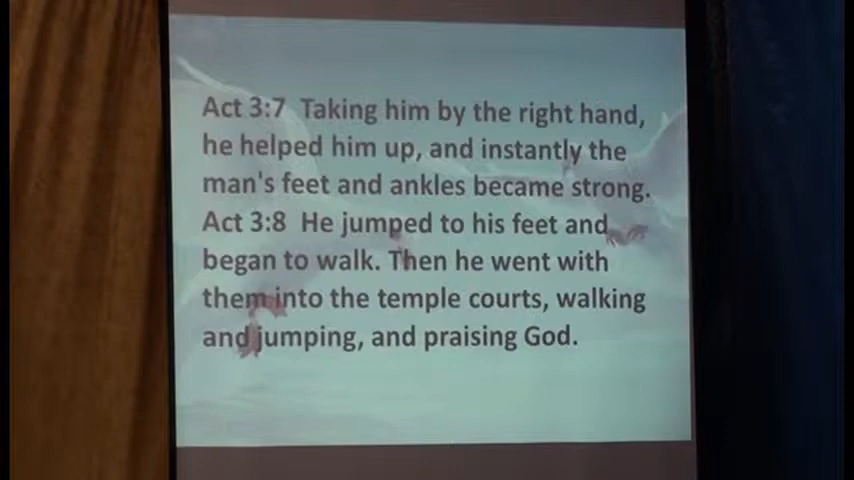 Act 3:7  Taking him by the right hand,
he helped him up, and instantly the
man's feet and ankles became strong.
Act 3:8  He jumped to his feet and
began to walk. Then he went with
them into the temple courts, walking
and jumping, and praising God.